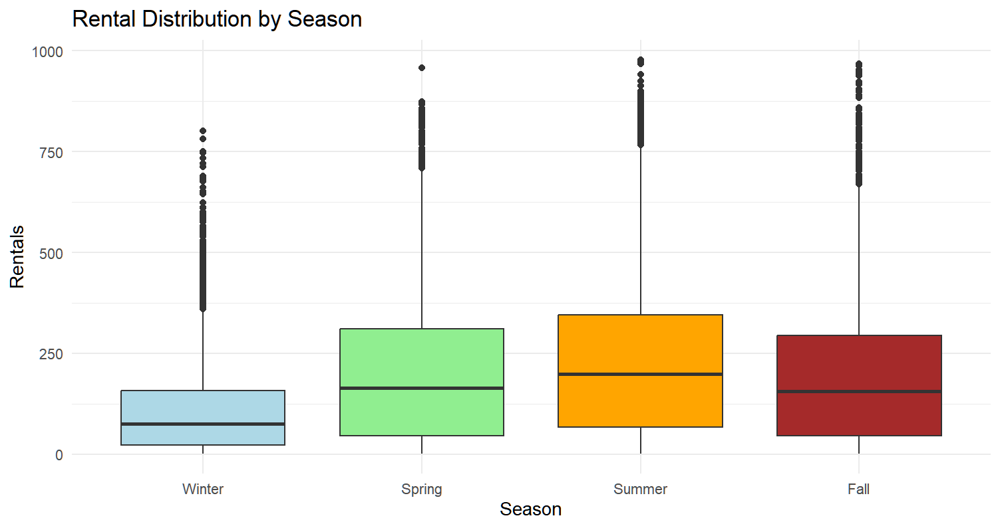 Rental Distribution by Season
1000
750
500
250
0
Rentals
Winter Spring Summer Fall
Season